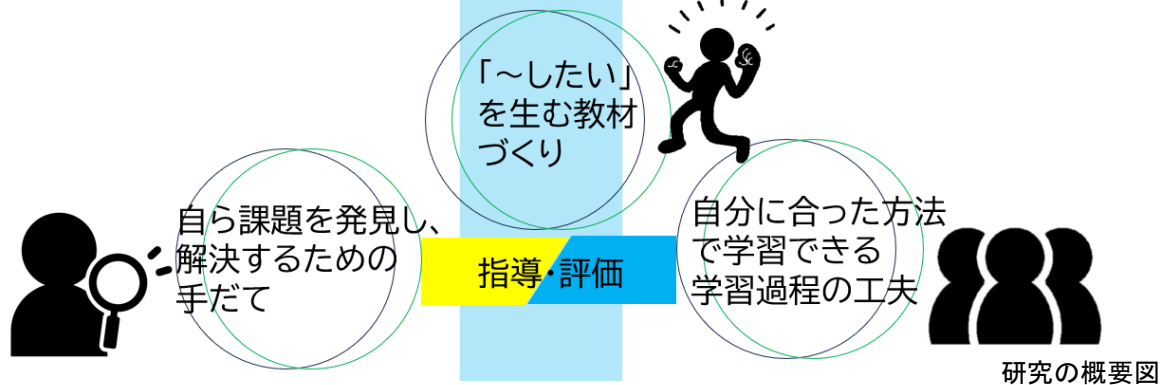 「～したい」
を生む教材
づくり
自ら課題を発見し、
解決するための
手だて
指導・評価
自分に合った方法
で学習できる
学習過程の工夫
研究の概要図